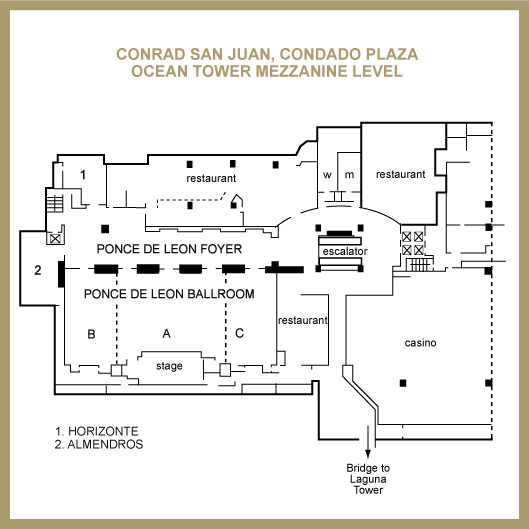 CONRAD SAN JUAN, CONDADO PLAZA
OCEAN TOWER MEZZANINE LEVEL
1
restaurant
w
m
restaurant
PONCE DE LEON FOYER
escalator
2
PONCE DE LEON BALLROOM
restaurant
B
A
C
casino
stage
1. HORIZONTE
2. ALMENDROS
Bridge to
Laguna
Tower